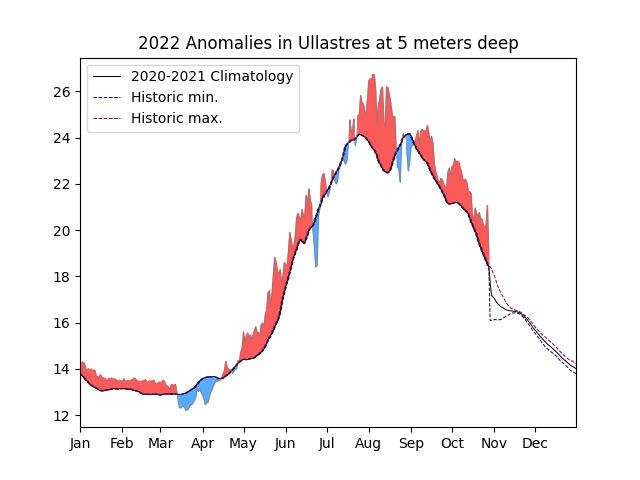 2022 Anomalies in Ullastres at 5 meters deep
2020-2021 Climatology
Historic min.
Historic max.
26
24
22
20
18
16
14
12
Jan Feb Mar Apr May Jun Jul Aug Sep Oct Nov Dec